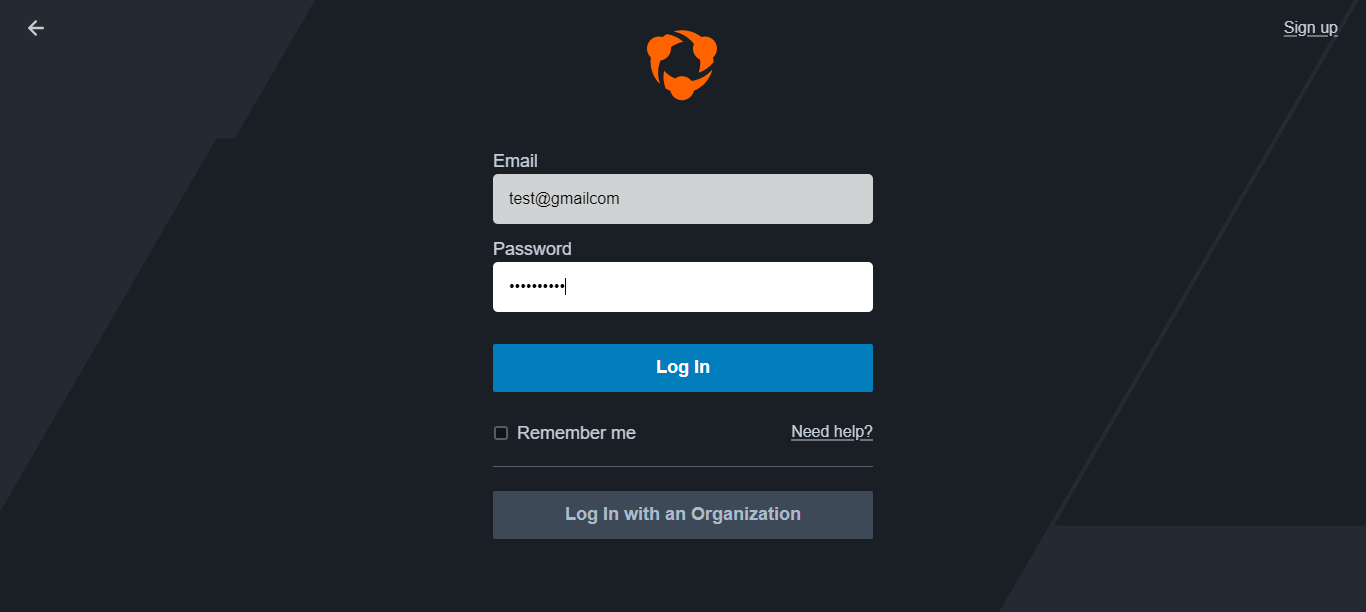 Sign up
Email
test@gmailcom
Password
••••••••••
Log In
Remember me
Need help?
Log In with an Organization